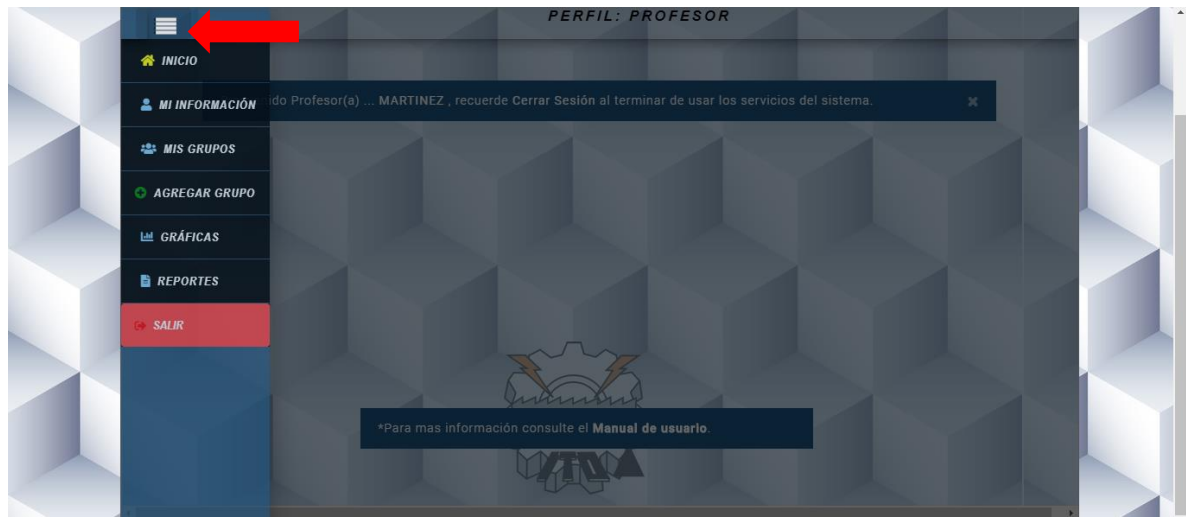 PERFIL: PROFESOR
INICIO
MI INFORMACIÓN
ido Profesor(a) ... MARTINEZ , recuerde Cerrar Sesión al terminar de usar los servicios del sistema.
MIS GRUPOS
AGREGAR GRUPO
GRÁFICAS
REPORTES
SALIR
*Para mas información consulte el Manual de usuario.
ITO